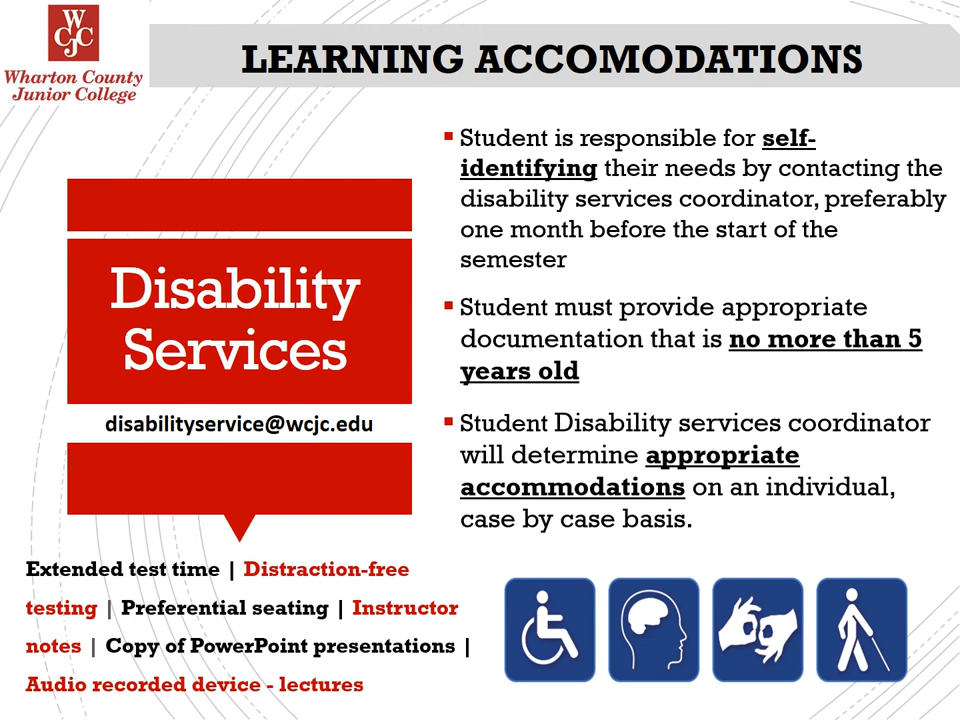 WCJC
Wharton County
Junior College
LEARNING ACCOMODATIONS
Disability
Services
disabilityservice@wcjc.edu
Extended test time | Distraction-free
testing | Preferential seating | Instructor
notes | Copy of PowerPoint presentations |
Audio recorded device - lectures
▪ Student is responsible for self-
identifying their needs by contacting the
disability services coordinator, preferably
one month before the start of the
semester
▪ Student must provide appropriate
documentation that is no more than 5
years old
▪ Student Disability services coordinator
will determine appropriate
accommodations on an individual,
case by case basis.